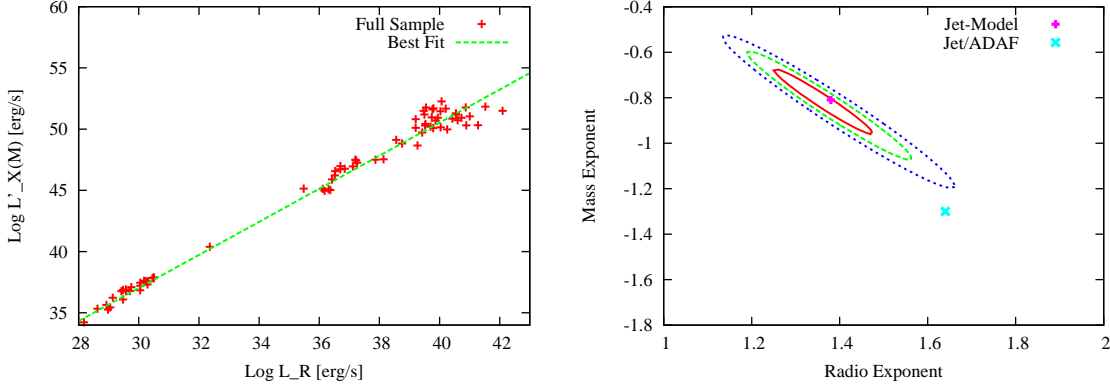 60
55
50
45
40
35
28 30 32 34 36 38 40 42
Log L'_X(M) [erg/s]
Log L_R [erg/s]
Full Sample
Best Fit
-0.4
-0.6
-0.8
-1
-1.2
-1.4
-1.6
-1.8
1 1.2 1.4 1.6 1.8 2
Mass Exponent
Radio Exponent
Jet-Model
Jet/ADAF